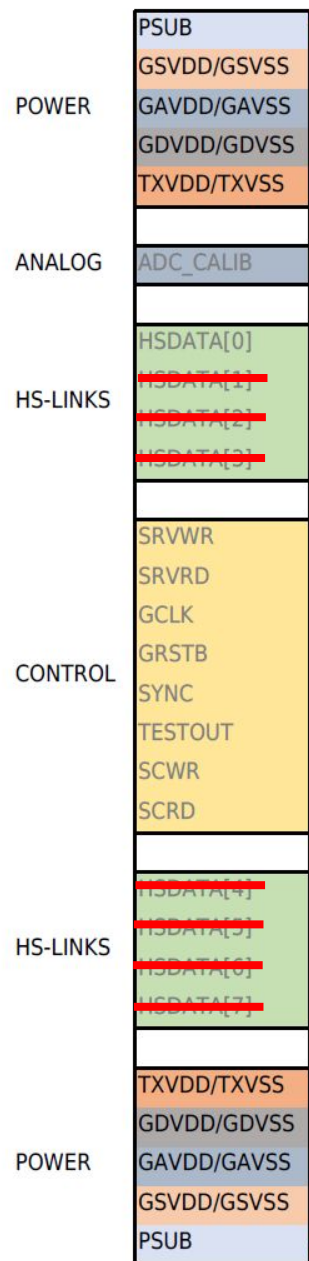 PSUB
GSVDD/GSVSS
POWER GAVDD/GAVSS
GDVDD/GDVSS
TXVDD/TXVSS
ANALOG ADC_CALIB
HSDATA[0]
HSDATA[1]
HS-LINKS
HSDATA[2]
HSDATA[3]
SRVWR
SRVRD
GCLK
GRSTB
CONTROL
SYNC
TESTOUT
SCWR
SCRD
HSDATA[4]
HSDATA[5]
HS-LINKS
HSDATA[6]
HSDATA[7]
TXVDD/TXVSS
GDVDD/GDVSS
POWER GAVDD/GAVSS
GSVDD/GSVSS
PSUB